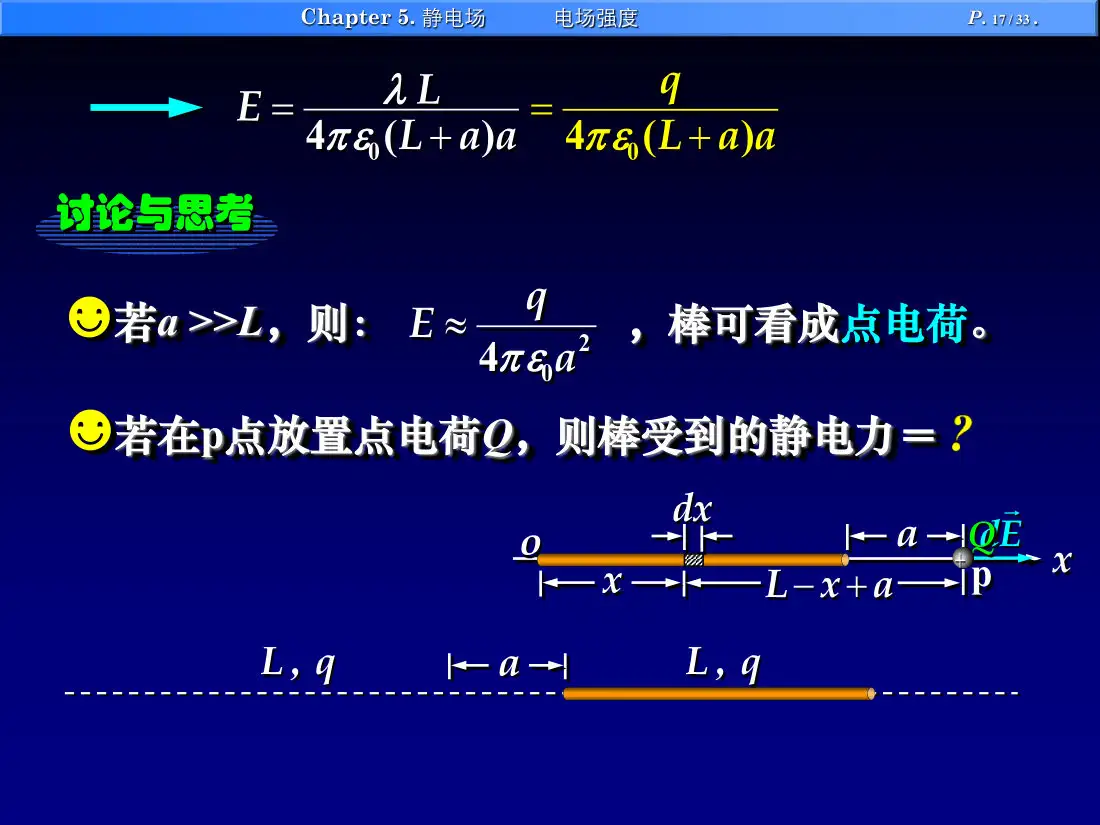 Chapter 5. 静电场 电场强度 P. 17 / 33 .
E = λ L / 4πε₀(L + a)a = q / 4πε₀(L + a)a
讨论与思考
若a >>L，则： E ≈ q / 4πε₀a² ，棒可看成点电荷。
若在p点放置点电荷Q，则棒受到的静电力＝？
dx
o a Q dE⃗ x
x L − x + a p
L , q a L , q